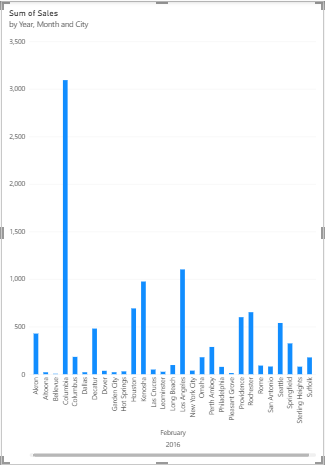 Sum of Sales
by Year, Month and City
3,500
3,000
2,500
2,000
1,500
1,000
500
0
Akron
Altoona
Bellevue
Columbia
Columbus
Dallas
Decatur
Dover
Garden City
Hot Springs
Houston
Kenosha
Las Cruces
Leominster
Long Beach
Los Angeles
New York City
Omaha
Perth Amboy
Philadelphia
Pleasant Grove
Providence
Rochester
Rome
San Antonio
Seattle
Springfield
Sterling Heights
Suffolk
February
2016